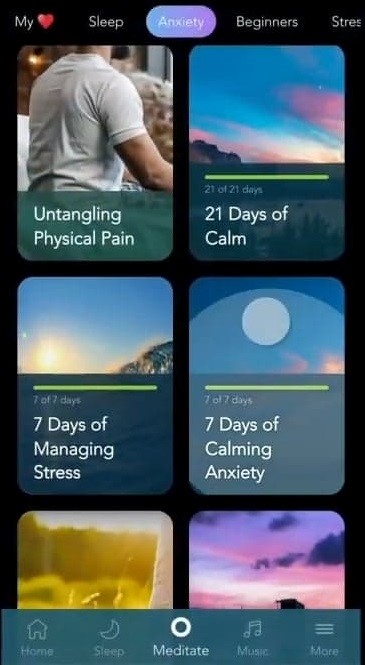 My ❤️ Sleep Anxiety Beginners Stres
Untangling
Physical Pain
21 of 21 days
21 Days of
Calm
7 of 7 days
7 Days of
Managing
Stress
7 of 7 days
7 Days of
Calming
Anxiety
Home Sleep Meditate Music More